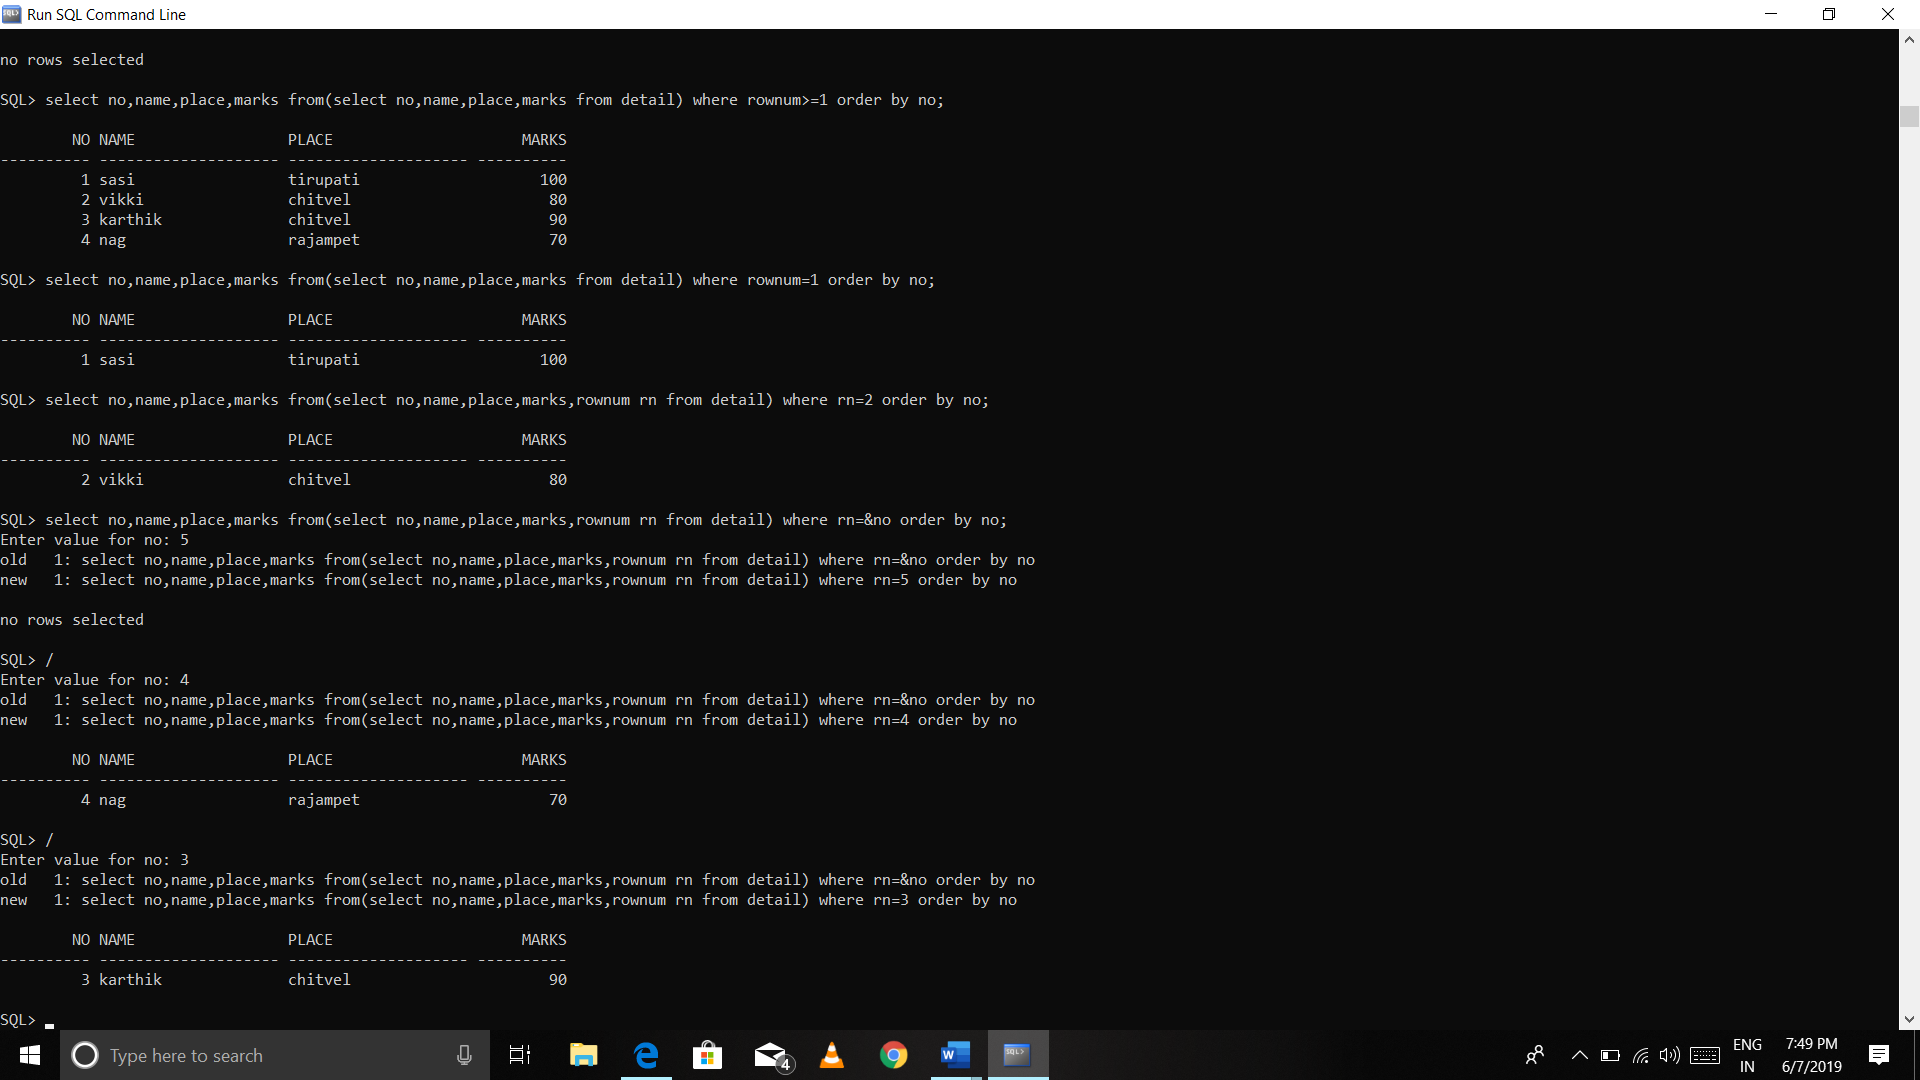 Run SQL Command Line
no rows selected
SQL> select no,name,place,marks from(select no,name,place,marks from detail) where rownum>=1 order by no;
        NO NAME                 PLACE                     MARKS
---------- -------------------- -------------------- ----------
         1 sasi                 tirupati                    100
         2 vikki                chitvel                      80
         3 karthik              chitvel                      90
         4 nag                  rajampet                     70
SQL> select no,name,place,marks from(select no,name,place,marks from detail) where rownum=1 order by no;
        NO NAME                 PLACE                     MARKS
---------- -------------------- -------------------- ----------
         1 sasi                 tirupati                    100
SQL> select no,name,place,marks from(select no,name,place,marks,rownum rn from detail) where rn=2 order by no;
        NO NAME                 PLACE                     MARKS
---------- -------------------- -------------------- ----------
         2 vikki                chitvel                      80
SQL> select no,name,place,marks from(select no,name,place,marks,rownum rn from detail) where rn=&no order by no;
Enter value for no: 5
old   1: select no,name,place,marks from(select no,name,place,marks,rownum rn from detail) where rn=&no order by no
new   1: select no,name,place,marks from(select no,name,place,marks,rownum rn from detail) where rn=5 order by no
no rows selected
SQL> /
Enter value for no: 4
old   1: select no,name,place,marks from(select no,name,place,marks,rownum rn from detail) where rn=&no order by no
new   1: select no,name,place,marks from(select no,name,place,marks,rownum rn from detail) where rn=4 order by no
        NO NAME                 PLACE                     MARKS
---------- -------------------- -------------------- ----------
         4 nag                  rajampet                     70
SQL> /
Enter value for no: 3
old   1: select no,name,place,marks from(select no,name,place,marks,rownum rn from detail) where rn=&no order by no
new   1: select no,name,place,marks from(select no,name,place,marks,rownum rn from detail) where rn=3 order by no
        NO NAME                 PLACE                     MARKS
---------- -------------------- -------------------- ----------
         3 karthik              chitvel                      90
SQL> _
Type here to search
4
W
SQL>
ENG
IN
7:49 PM
6/7/2019